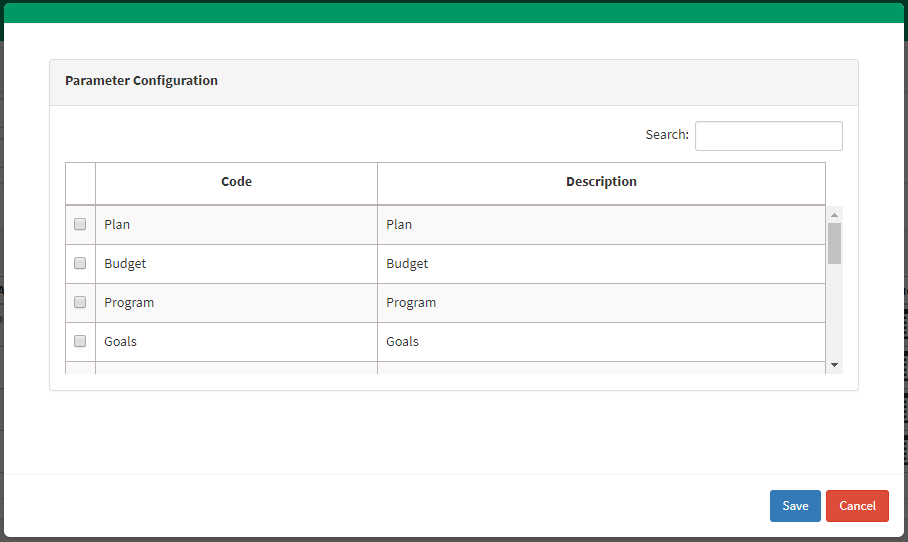 Parameter Configuration
Search:
Code Description
Plan Plan
Budget Budget
Program Program
Goals Goals
Save Cancel